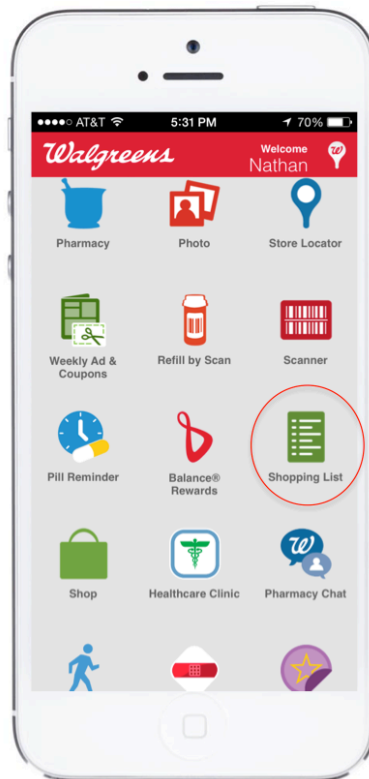 ●●●●○ AT&T 5:31 PM 70%
Walgreens
Welcome
Nathan
W
Pharmacy Photo Store Locator
Weekly Ad &
Coupons
Refill by Scan Scanner
Pill Reminder Balance®
Rewards
Shopping List
W
Shop Healthcare Clinic Pharmacy Chat